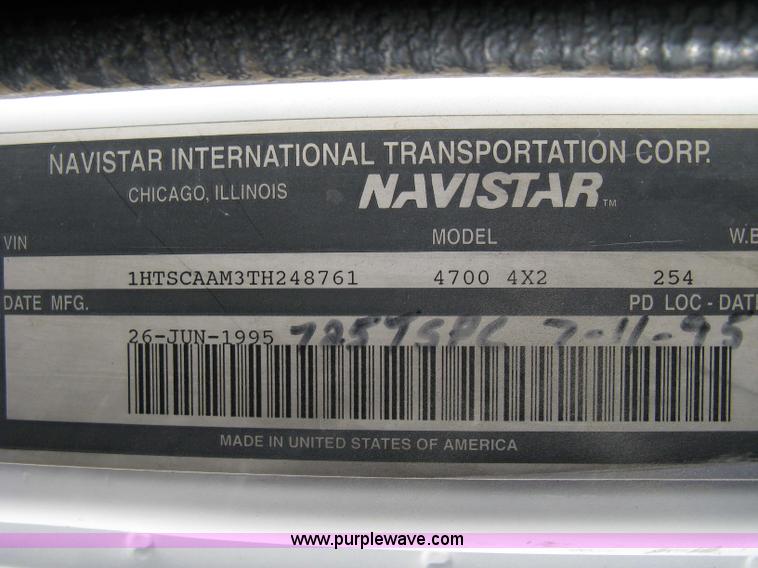 NAVISTAR INTERNATIONAL TRANSPORTATION CORP.
CHICAGO, ILLINOIS NAVISTAR™
VIN MODEL W.B
1HTSCAAM3TH248761 4700 4X2 254
DATE MFG. PD LOC - DATE
26-JUN-1995 7-11-95
MADE IN UNITED STATES OF AMERICA
www.purplewave.com